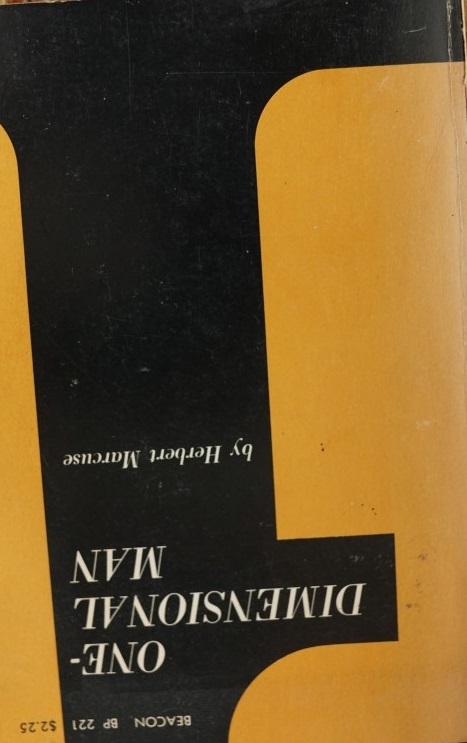 BEACON BP 221 $2.25
ONE-
DIMENSIONAL
MAN
by Herbert Marcuse